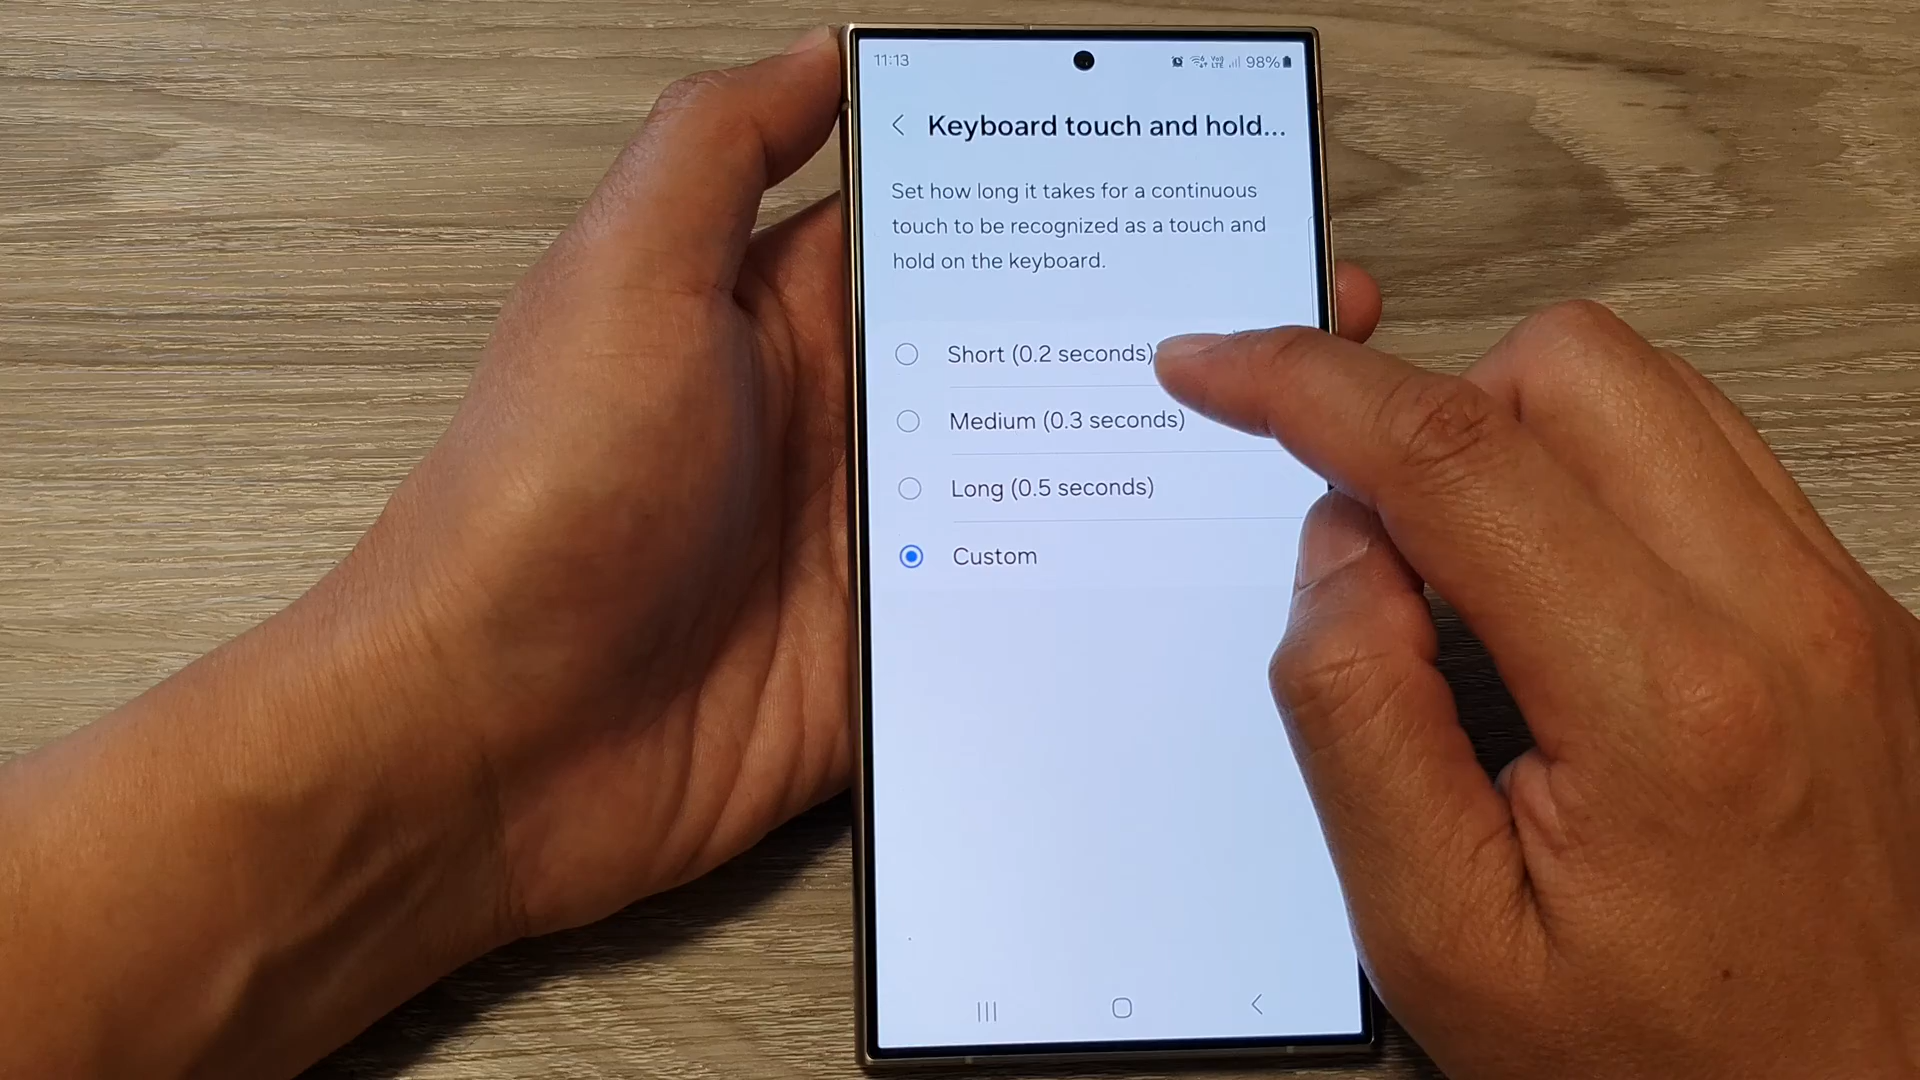 11:13
98%
Keyboard touch and hold...
Set how long it takes for a continuous
touch to be recognized as a touch and
hold on the keyboard.
Short (0.2 seconds)
Medium (0.3 seconds)
Long (0.5 seconds)
Custom